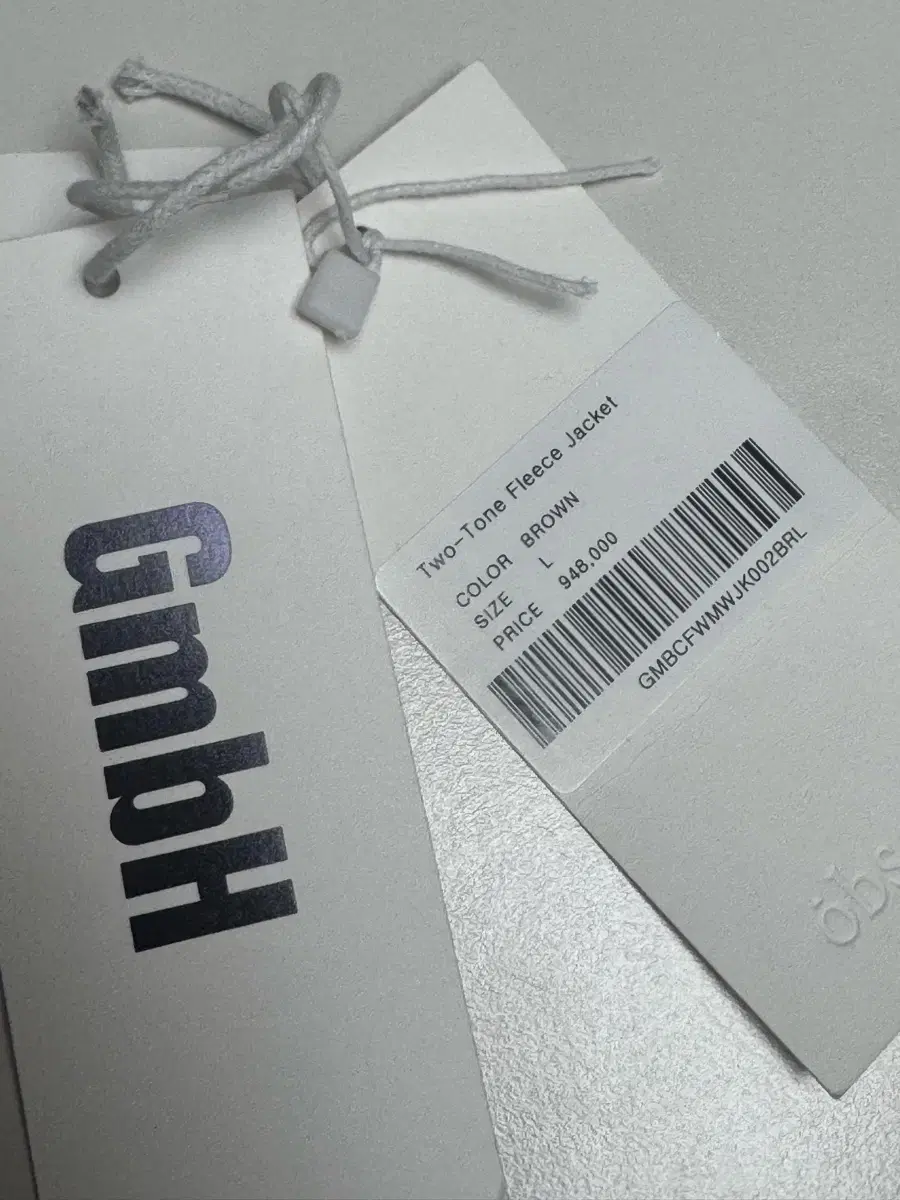 GmbH
Two-Tone Fleece Jacket
COLOR BROWN
SIZE L
PRICE 948,000
GMBCFWMWJK002BRL